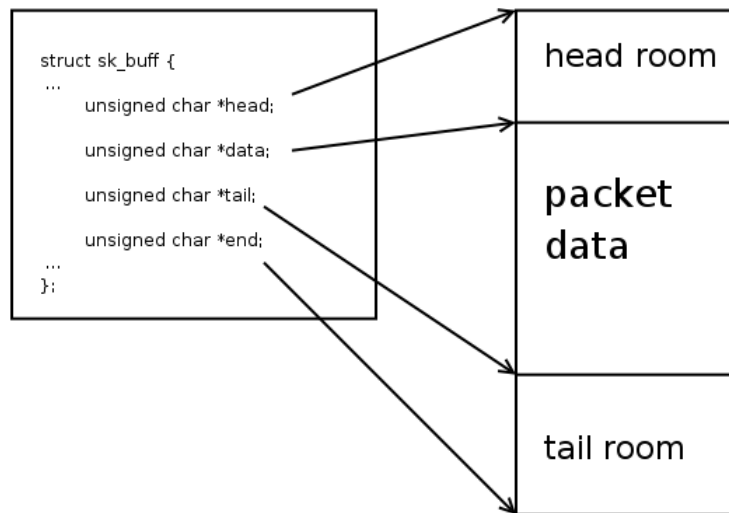 struct sk_buff {
...
unsigned char *head;
unsigned char *data;
unsigned char *tail;
unsigned char *end;
...
};
head room
packet
data
tail room